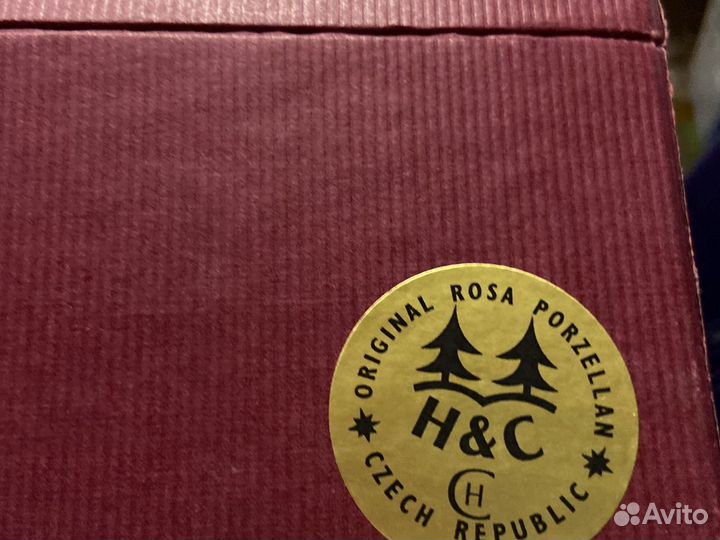 ORIGINAL ROSA PORZELLAN
H&C
CH
CZECH REPUBLIC
Avito